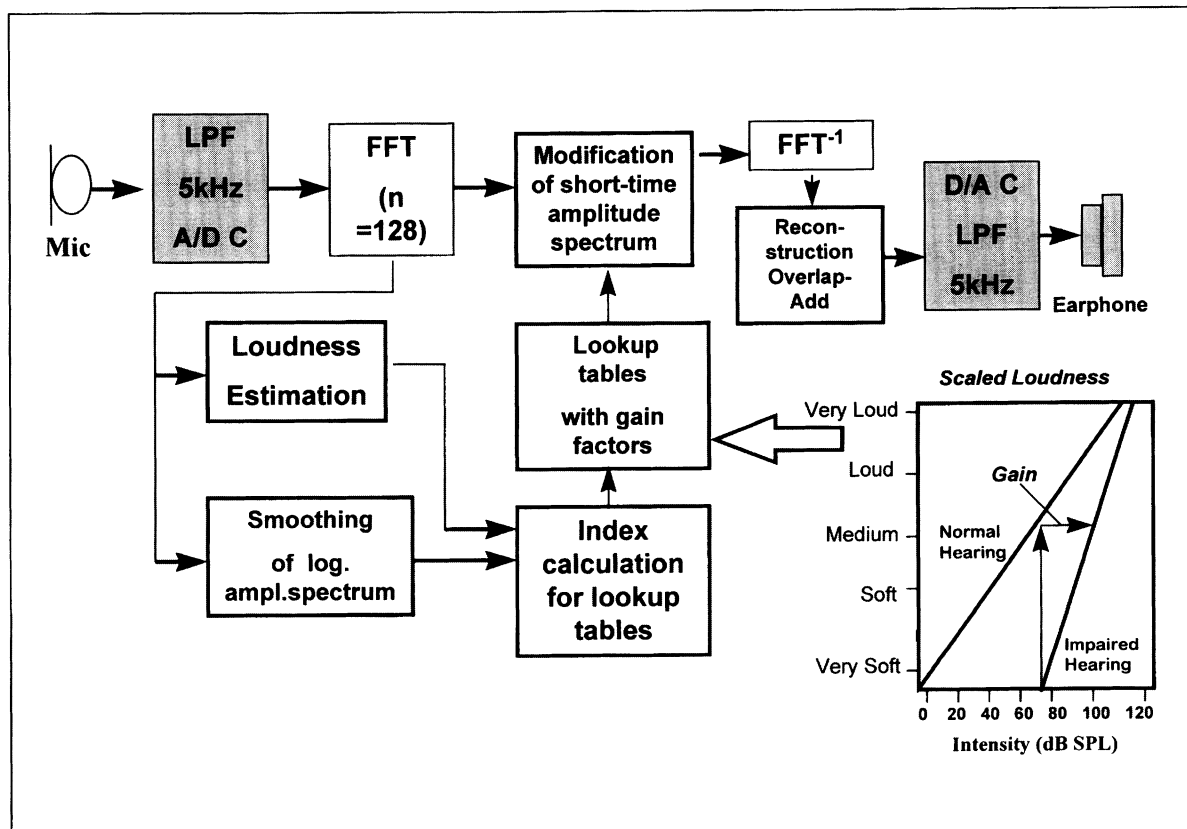 Mic
LPF
5kHz
A/D C
FFT
(n
=128)
Modification
of short-time
amplitude
spectrum
FFT-1
Recon-
struction
Overlap-
Add
D/A C
LPF
5kHz
Earphone
Loudness
Estimation
Smoothing
of log.
ampl.spectrum
Lookup
tables
with gain
factors
Index
calculation
for lookup
tables
Scaled Loudness
Very Loud
Loud
Medium
Soft
Very Soft
Gain
Normal
Hearing
Impaired
Hearing
0 20 40 60 80 100 120
Intensity (dB SPL)